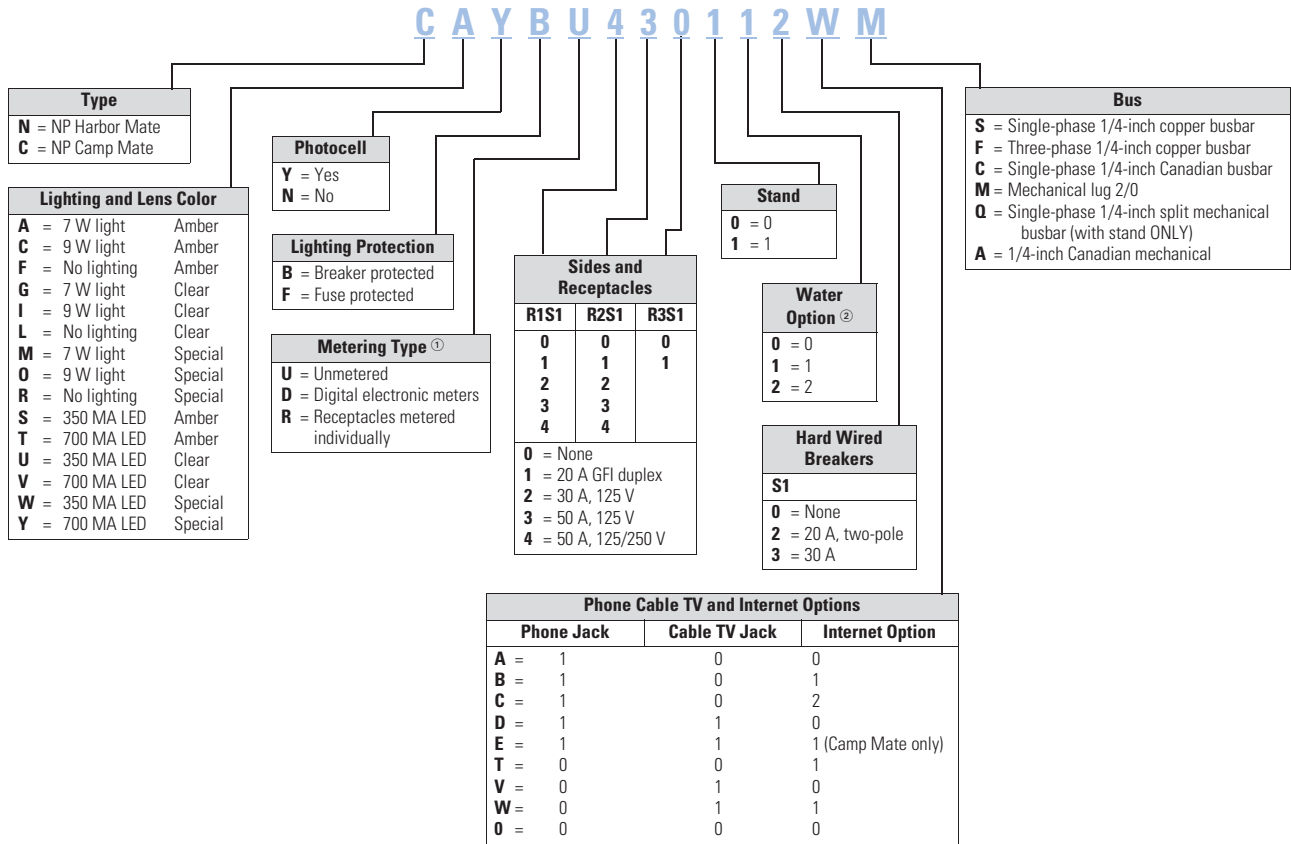 C A Y B U 4 3 0 1 1 2 W M
Type
N = NP Harbor Mate
C = NP Camp Mate
Lighting and Lens Color
A = 7 W light Amber
C = 9 W light Amber
F = No lighting Amber
G = 7 W light Clear
I = 9 W light Clear
L = No lighting Clear
M = 7 W light Special
O = 9 W light Special
R = No lighting Special
S = 350 MA LED Amber
T = 700 MA LED Amber
U = 350 MA LED Clear
V = 700 MA LED Clear
W = 350 MA LED Special
Y = 700 MA LED Special
Photocell
Y = Yes
N = No
Lighting Protection
B = Breaker protected
F = Fuse protected
Metering Type ①
U = Unmetered
D = Digital electronic meters
R = Receptacles metered
individually
Sides and
Receptacles
R1S1 R2S1 R3S1
0 0 0
1 1 1
2 2
3 3
4 4
0 = None
1 = 20 A GFI duplex
2 = 30 A, 125 V
3 = 50 A, 125 V
4 = 50 A, 125/250 V
Stand
0 = 0
1 = 1
Water
Option ②
0 = 0
1 = 1
2 = 2
Hard Wired
Breakers
S1
0 = None
2 = 20 A, two-pole
3 = 30 A
Phone Cable TV and Internet Options
Phone Jack Cable TV Jack Internet Option
A = 1 0 0
B = 1 0 1
C = 1 0 2
D = 1 1 0
E = 1 1 1 (Camp Mate only)
T = 0 0 1
V = 0 1 0
W = 0 1 1
0 = 0 0 0
Bus
S = Single-phase 1/4-inch copper busbar
F = Three-phase 1/4-inch copper busbar
C = Single-phase 1/4-inch Canadian busbar
M = Mechanical lug 2/0
Q = Single-phase 1/4-inch split mechanical
busbar (with stand ONLY)
A = 1/4-inch Canadian mechanical